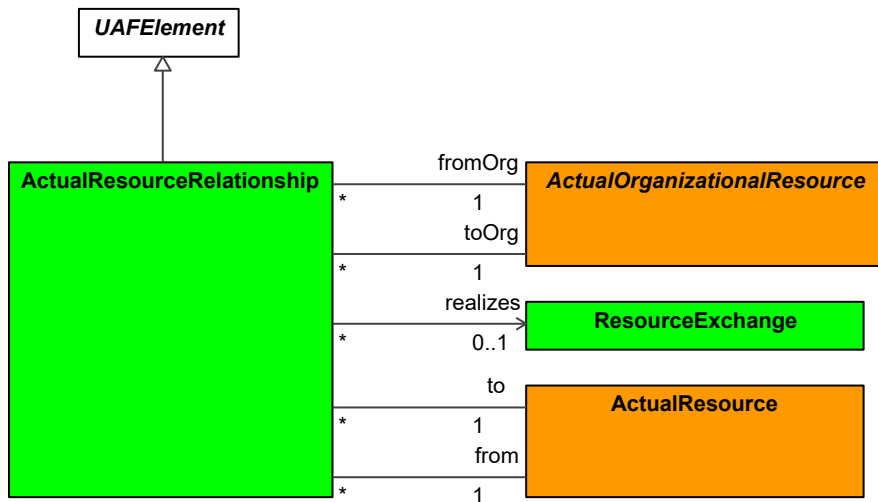 UAFElement
fromOrg
ActualResourceRelationship
ActualOrganizationalResource
* 1
toOrg
* 1
realizes
ResourceExchange
* 0..1
to
ActualResource
* 1
from
* 1